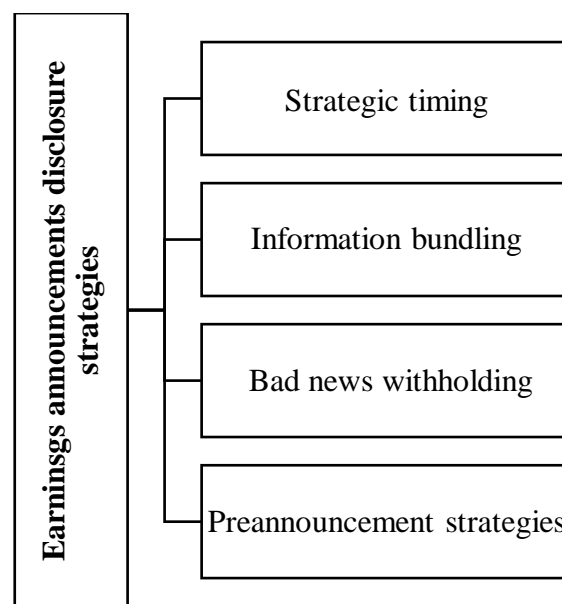 Earninsgs announcements disclosure
strategies
Strategic timing
Information bundling
Bad news withholding
Preannouncement strategies